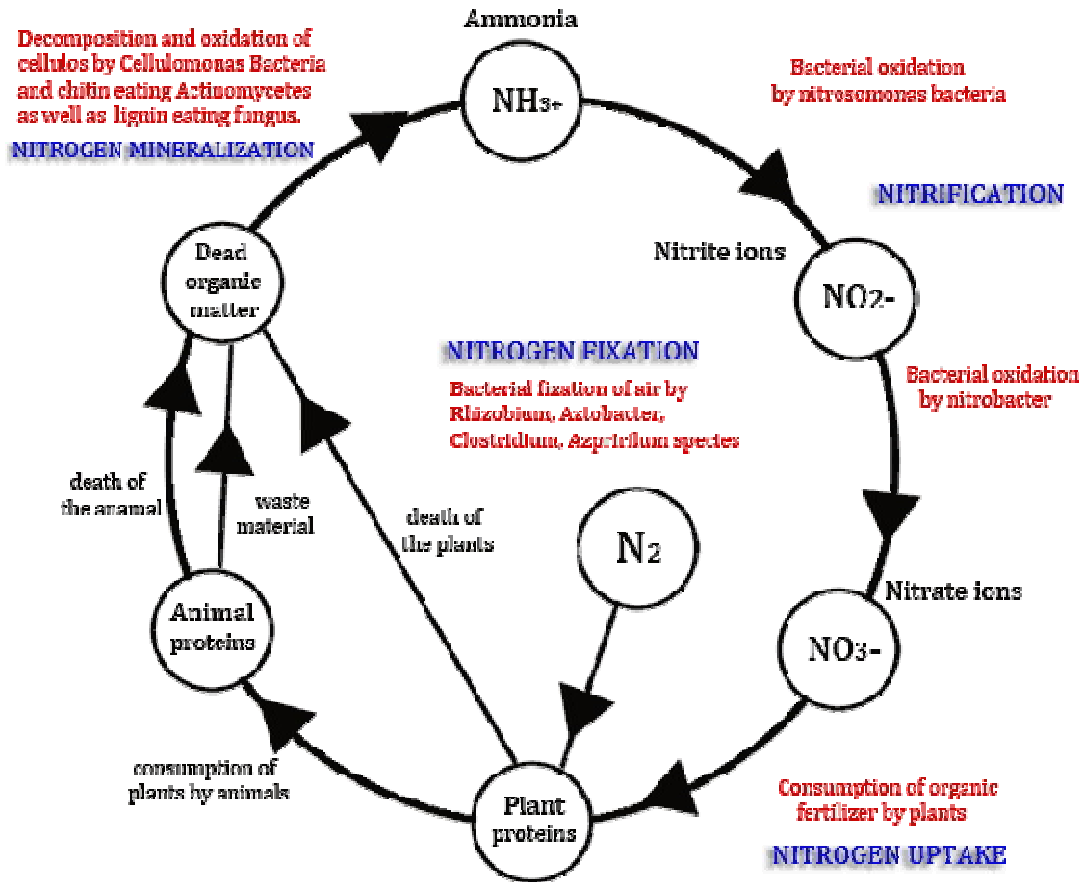 Ammonia
NH3+
Decomposition and oxidation of
cellulos by Cellulomonas Bacteria
and chitin eating Actinomycetes
as well as lignin eating fungus.
NITROGEN MINERALIZATION
Bacterial oxidation
by nitrosomonas bacteria
NITRIFICATION
Dead
organic
matter
Nitrite ions
NO2-
NITROGEN FIXATION
Bacterial fixation of air by
Rhizobium, Aztobacter,
Clostridium, Azpririlum species
Bacterial oxidation
by nitrobacter
death of
the anamal
waste
material
death of
the plants
N2
Nitrate ions
NO3-
Animal
proteins
consumption of
plants by animals
Plant
proteins
Consumption of organic
fertilizer by plants
NITROGEN UPTAKE